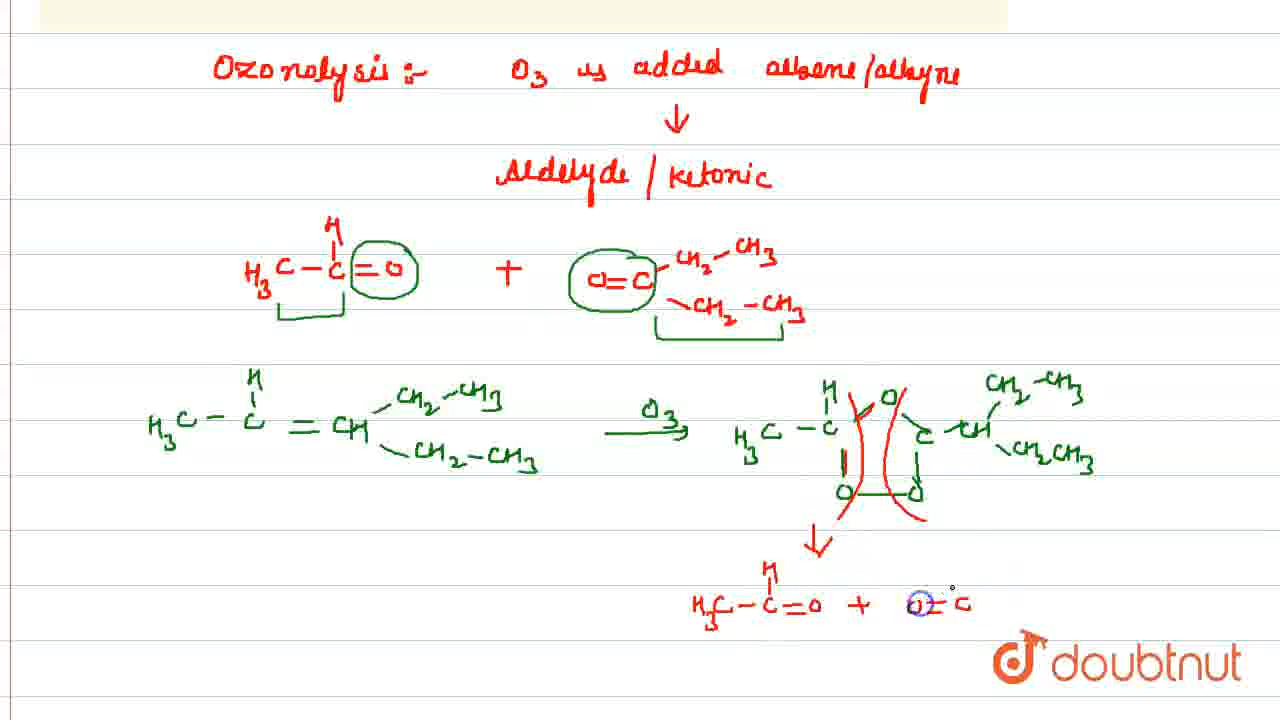 Ozonolysis :- O3 is added alkene/alkyne
↓
Aldelyde / Ketonic
H
H3C – C = O + O=C CH2 – CH3
CH2 – CH3
H
H3C – C = CH CH2 – CH3
CH2 – CH3
O3 →
H
H3C – C O C – CH CH2 – CH3
CH2CH3
O – O
↓
H
H3C – C = O + O = C
doubtnut